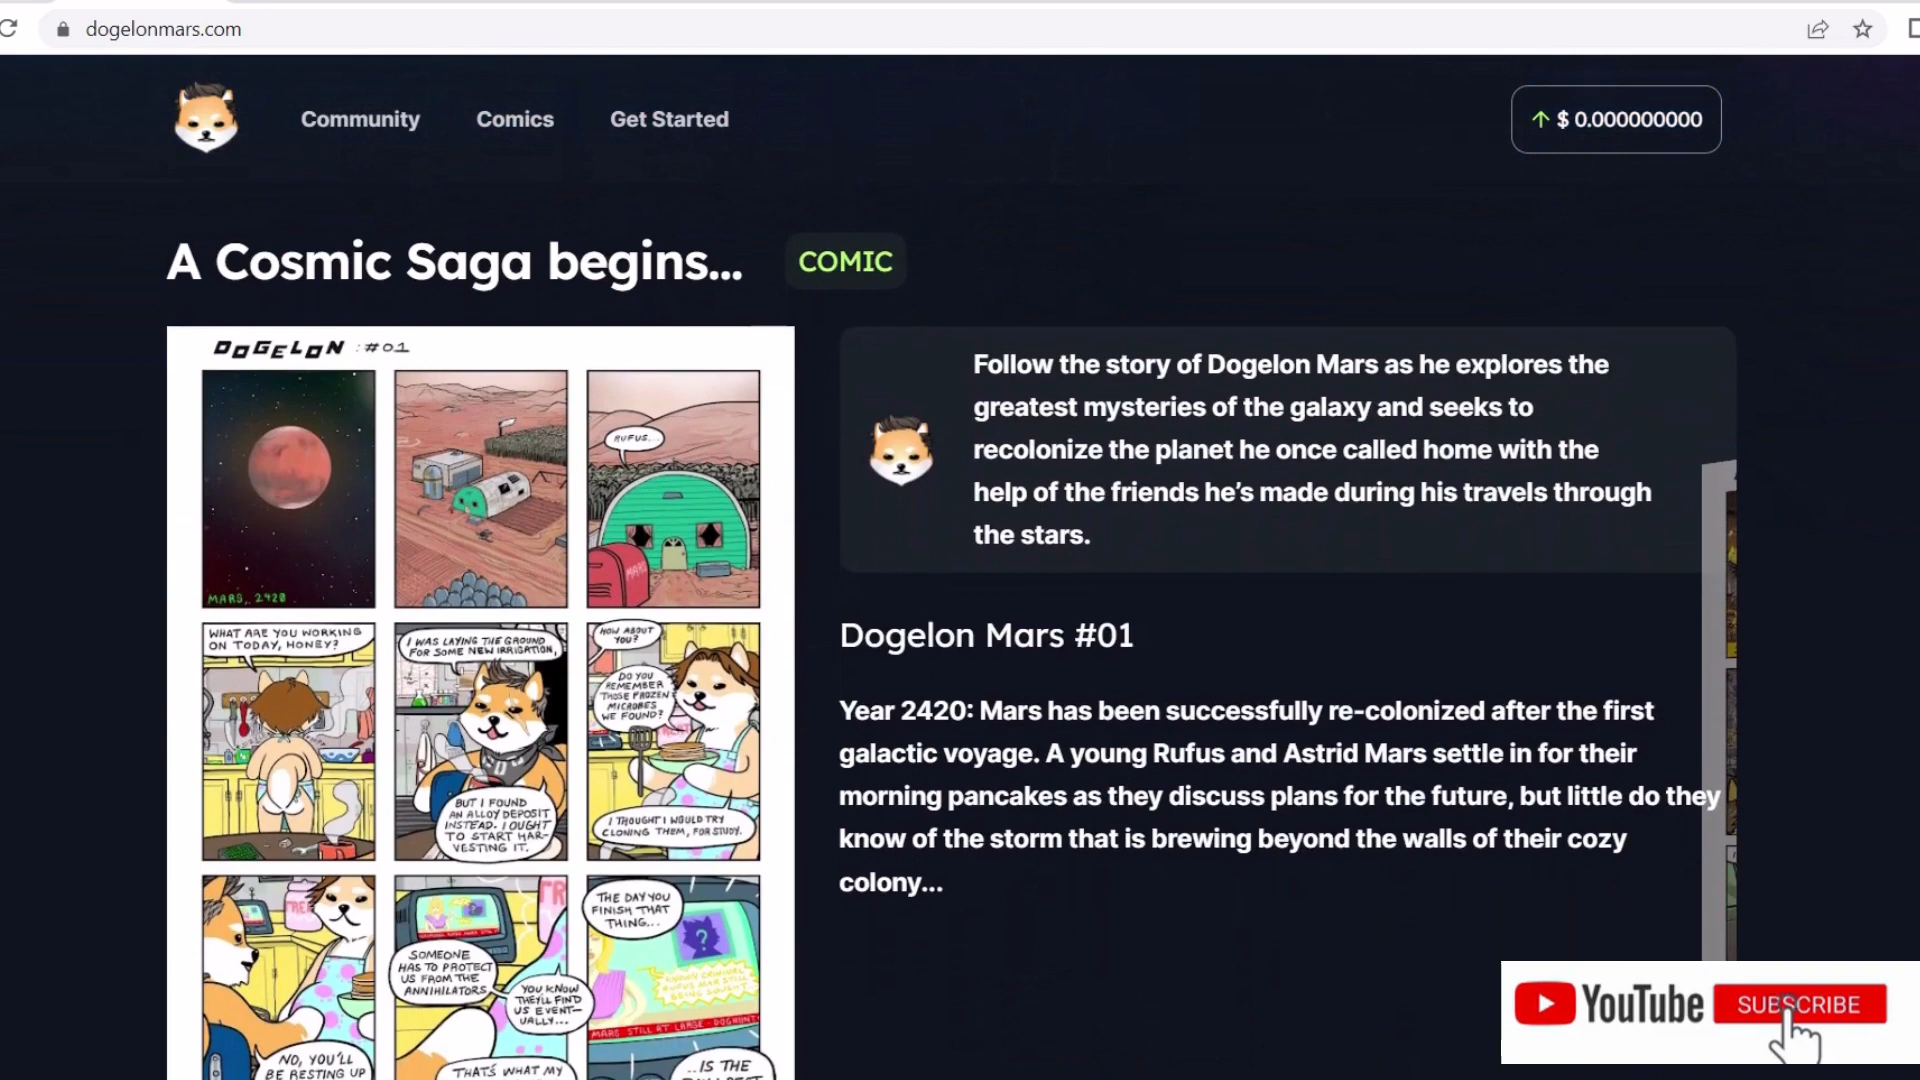 dogelonmars.com
Community
Comics
Get Started
$ 0.000000000
A Cosmic Saga begins...
COMIC
DOGELON :#01
MARS, 2420
RUFUS...
MARS
WHAT ARE YOU WORKING
ON TODAY, HONEY?
I WAS LAYING THE GROUND
FOR SOME NEW IRRIGATION,
BUT I FOUND
AN ALLOY DEPOSIT
INSTEAD. I OUGHT
TO START HAR-
VESTING IT.
HOW ABOUT
YOU?
DO YOU
REMEMBER
THOSE FROZEN
MICROBES
WE FOUND?
I THOUGHT I WOULD TRY
CLONING THEM, FOR STUDY.
NO, YOU'LL
BE RESTING UP
SOMEONE
HAS TO PROTECT
US FROM THE
ANNIHILATORS
YOU KNOW
THEY'LL FIND
US EVENT-
UALLY...
THAT'S WHAT MY
THE DAY YOU
FINISH THAT
THING...
?
MARS STILL AT LARGE - DOGHUNT
...IS THE
Follow the story of Dogelon Mars as he explores the
greatest mysteries of the galaxy and seeks to
recolonize the planet he once called home with the
help of the friends he's made during his travels through
the stars.
Dogelon Mars #01
Year 2420: Mars has been successfully re-colonized after the first
galactic voyage. A young Rufus and Astrid Mars settle in for their
morning pancakes as they discuss plans for the future, but little do they
know of the storm that is brewing beyond the walls of their cozy
colony...
YouTube
SUBSCRIBE